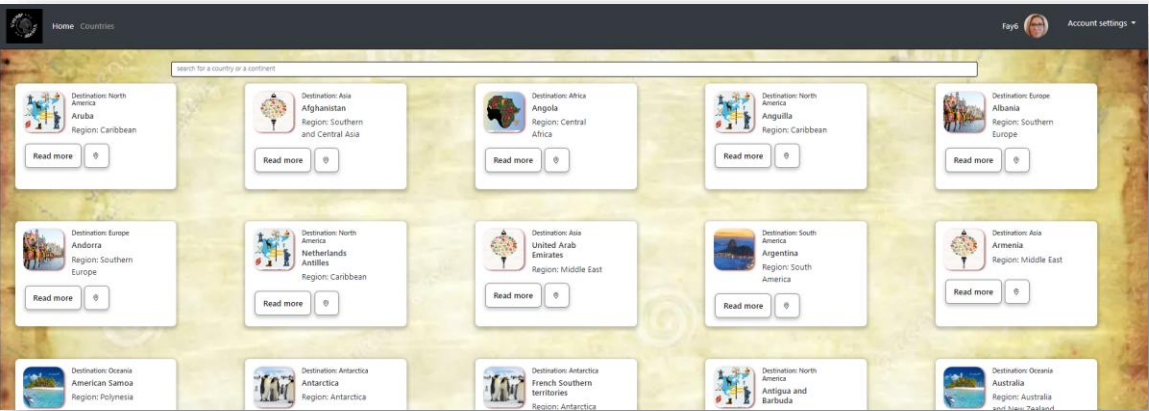 Home Countries
Fay6
Account settings
search for a country or a continent
Destination: North
America
Aruba
Region: Caribbean
Read more
Destination: Asia
Afghanistan
Region: Southern
and Central Asia
Read more
Destination: Africa
Angola
Region: Central
Africa
Read more
Destination: North
America
Anguilla
Region: Caribbean
Read more
Destination: Europe
Albania
Region: Southern
Europe
Read more
Destination: Europe
Andorra
Region: Southern
Europe
Read more
Destination: North
America
Netherlands
Antilles
Region: Caribbean
Read more
Destination: Asia
United Arab
Emirates
Region: Middle East
Read more
Destination: South
America
Argentina
Region: South
America
Read more
Destination: Asia
Armenia
Region: Middle East
Read more
Destination: Oceania
American Samoa
Region: Polynesia
Destination: Antarctica
Antarctica
Region: Antarctica
Destination: Antarctica
French Southern
territories
Region: Antarctica
Destination: North
America
Antigua and
Barbuda
Destination: Oceania
Australia
Region: Australia
and New Zealand